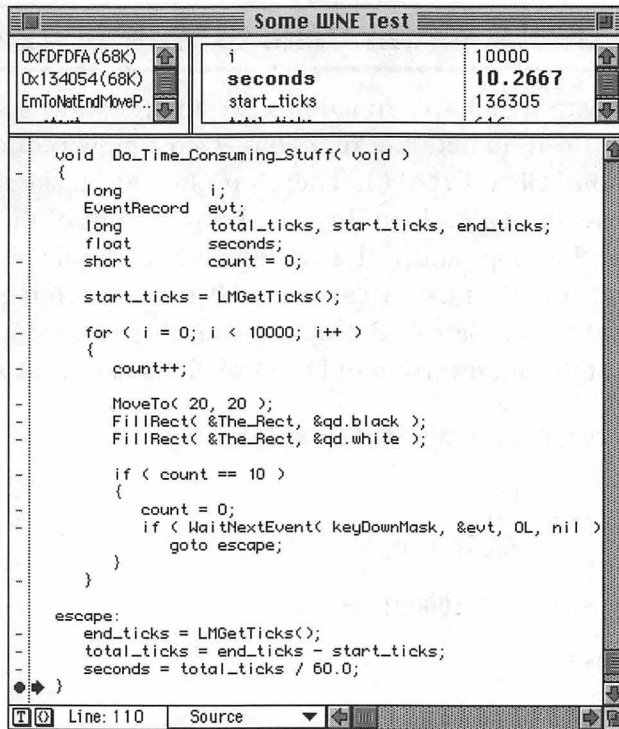 Some WNE Test
0xFDFDFA (68K)
0x134054 (68K)
EmToNatEndMoveP..
i 10000
seconds 10.2667
start_ticks 136305
void Do_Time_Consuming_Stuff( void )
{
long i;
EventRecord evt;
long total_ticks, start_ticks, end_ticks;
float seconds;
short count = 0;
start_ticks = LMGetTicks();
for ( i = 0; i < 10000; i++ )
{
count++;
MoveTo( 20, 20 );
FillRect( &The_Rect, &qd.black );
FillRect( &The_Rect, &qd.white );
if ( count == 10 )
{
count = 0;
if ( WaitNextEvent( keyDownMask, &evt, 0L, nil )
goto escape;
}
}
escape:
end_ticks = LMGetTicks();
total_ticks = end_ticks - start_ticks;
seconds = total_ticks / 60.0;
}
Line: 110 Source